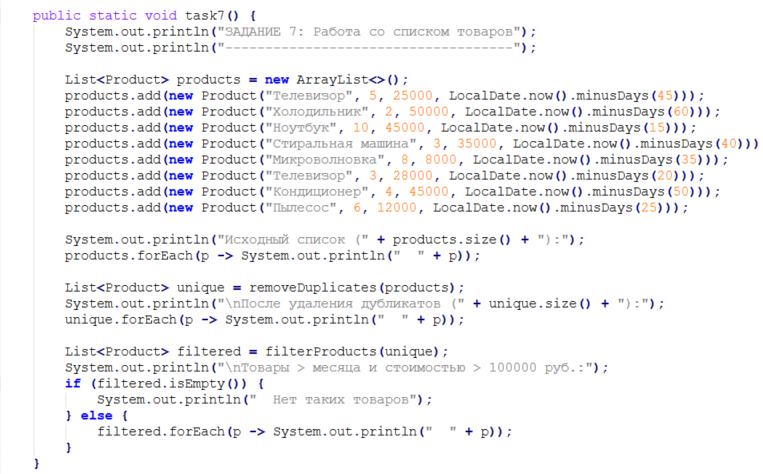 public static void task7() {
    System.out.println("ЗАДАНИЕ 7: Работа со списком товаров");
    System.out.println("------------------------------------");

    List<Product> products = new ArrayList<>();
    products.add(new Product("Телевизор", 5, 25000, LocalDate.now().minusDays(45)));
    products.add(new Product("Холодильник", 2, 50000, LocalDate.now().minusDays(60)));
    products.add(new Product("Ноутбук", 10, 45000, LocalDate.now().minusDays(15)));
    products.add(new Product("Стиральная машина", 3, 35000, LocalDate.now().minusDays(40)))
    products.add(new Product("Микроволновка", 8, 8000, LocalDate.now().minusDays(35)));
    products.add(new Product("Телевизор", 3, 28000, LocalDate.now().minusDays(20)));
    products.add(new Product("Кондиционер", 4, 45000, LocalDate.now().minusDays(50)));
    products.add(new Product("Пылесос", 6, 12000, LocalDate.now().minusDays(25)));

    System.out.println("Исходный список (" + products.size() + "):");
    products.forEach(p -> System.out.println("  " + p));

    List<Product> unique = removeDuplicates(products);
    System.out.println("\nПосле удаления дубликатов (" + unique.size() + "):");
    unique.forEach(p -> System.out.println("  " + p));

    List<Product> filtered = filterProducts(unique);
    System.out.println("\nТовары > месяца и стоимостью > 100000 руб.:");
    if (filtered.isEmpty()) {
        System.out.println("  Нет таких товаров");
    } else {
        filtered.forEach(p -> System.out.println("  " + p));
    }
}